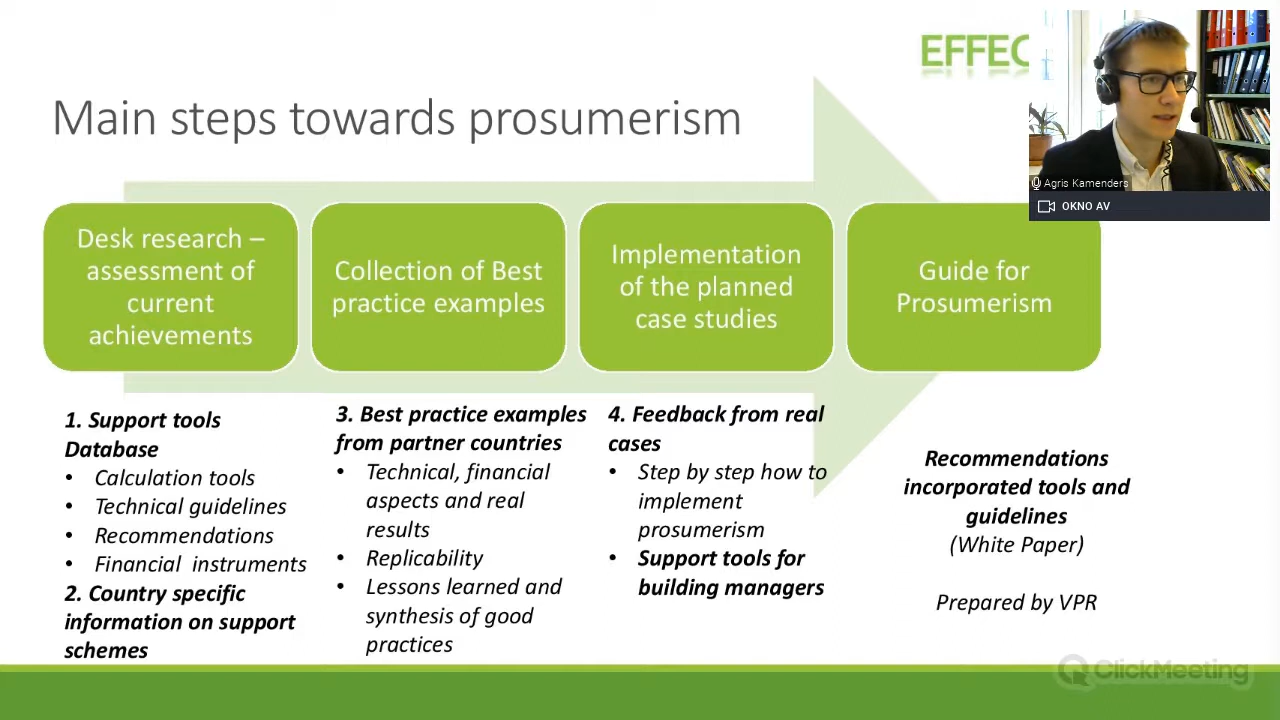 EFFEC
Main steps towards prosumerism
Agris Kamenders
OKNO AV
Desk research –
assessment of
current
achievements
Collection of Best
practice examples
Implementation
of the planned
case studies
Guide for
Prosumerism
1. Support tools
Database
• Calculation tools
• Technical guidelines
• Recommendations
• Financial instruments
2. Country specific
information on support
schemes
3. Best practice examples
from partner countries
• Technical, financial
aspects and real
results
• Replicability
• Lessons learned and
synthesis of good
practices
4. Feedback from real
cases
• Step by step how to
implement
prosumerism
• Support tools for
building managers
Recommendations
incorporated tools and
guidelines
(White Paper)
Prepared by VPR
ClickMeeting